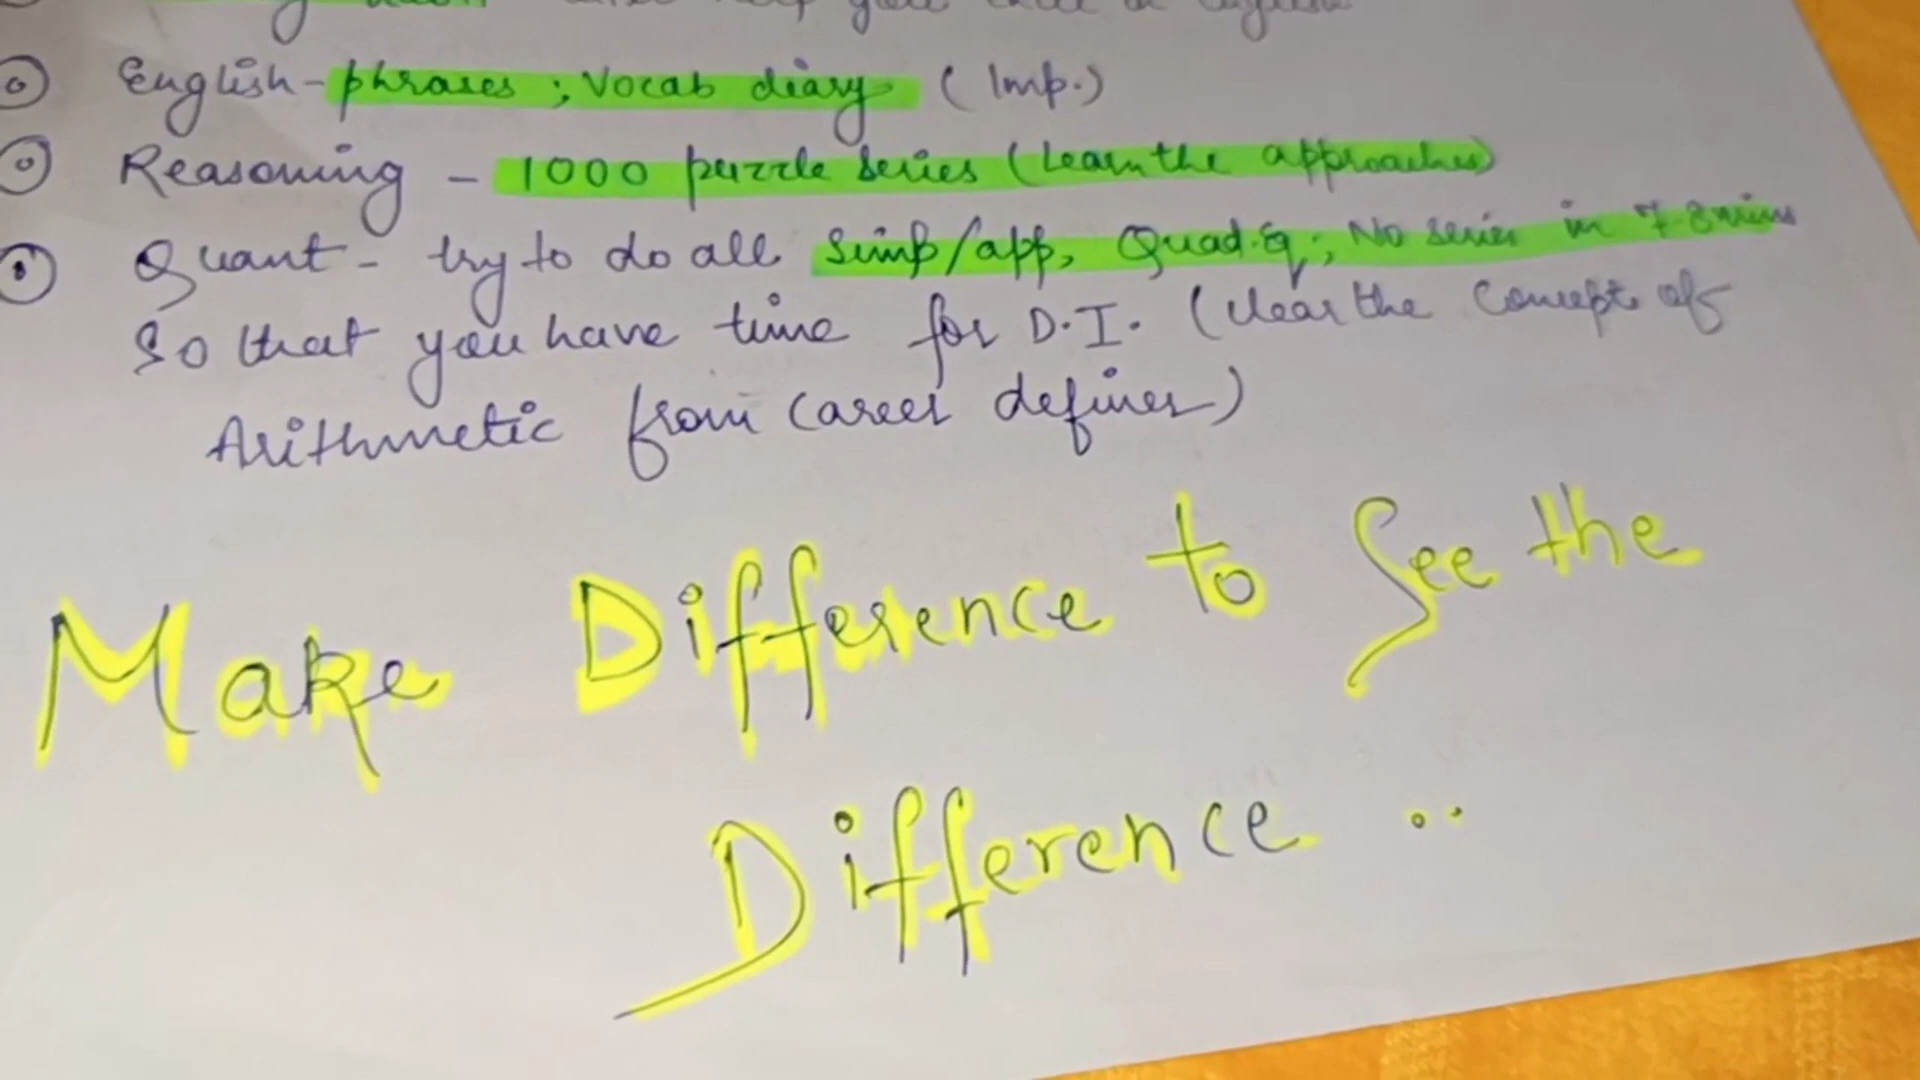 help you
English - phrases ; Vocab diary (Imp.)
Reasoning - 1000 puzzle series (Learn the approaches)
Quant - try to do all Simp/app, Quad.Eq; No series in 7-8 mins
So that you have time for D.I. (clear the concepts of
Arithmetic from career definer)
Make Difference to See the
Difference ..